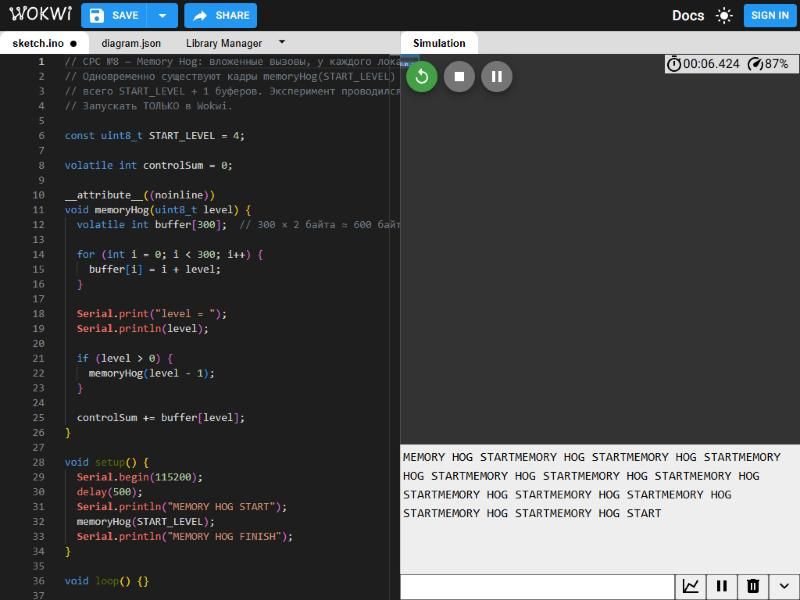 WOKWI SAVE SHARE Docs SIGN IN
sketch.ino diagram.json Library Manager Simulation
1 // СРС №8 — Memory Hog: вложенные вызовы, у каждого лока
2 // Одновременно существуют кадры memoryHog(START_LEVEL)
3 // всего START_LEVEL + 1 буферов. Эксперимент проводился
4 // Запускать ТОЛЬКО в Wokwi.
5
6 const uint8_t START_LEVEL = 4;
7
8 volatile int controlSum = 0;
9
10 __attribute__((noinline))
11 void memoryHog(uint8_t level) {
12 volatile int buffer[300]; // 300 × 2 байта = 600 байт
13
14 for (int i = 0; i < 300; i++) {
15 buffer[i] = i + level;
16 }
17
18 Serial.print("level = ");
19 Serial.println(level);
20
21 if (level > 0) {
22 memoryHog(level - 1);
23 }
24
25 controlSum += buffer[level];
26 }
27
28 void setup() {
29 Serial.begin(115200);
30 delay(500);
31 Serial.println("MEMORY HOG START");
32 memoryHog(START_LEVEL);
33 Serial.println("MEMORY HOG FINISH");
34 }
35
36 void loop() {}
37
00:06.424 87%
MEMORY HOG STARTMEMORY HOG STARTMEMORY HOG STARTMEMORY
HOG STARTMEMORY HOG STARTMEMORY HOG STARTMEMORY HOG
STARTMEMORY HOG STARTMEMORY HOG STARTMEMORY HOG
STARTMEMORY HOG STARTMEMORY HOG START